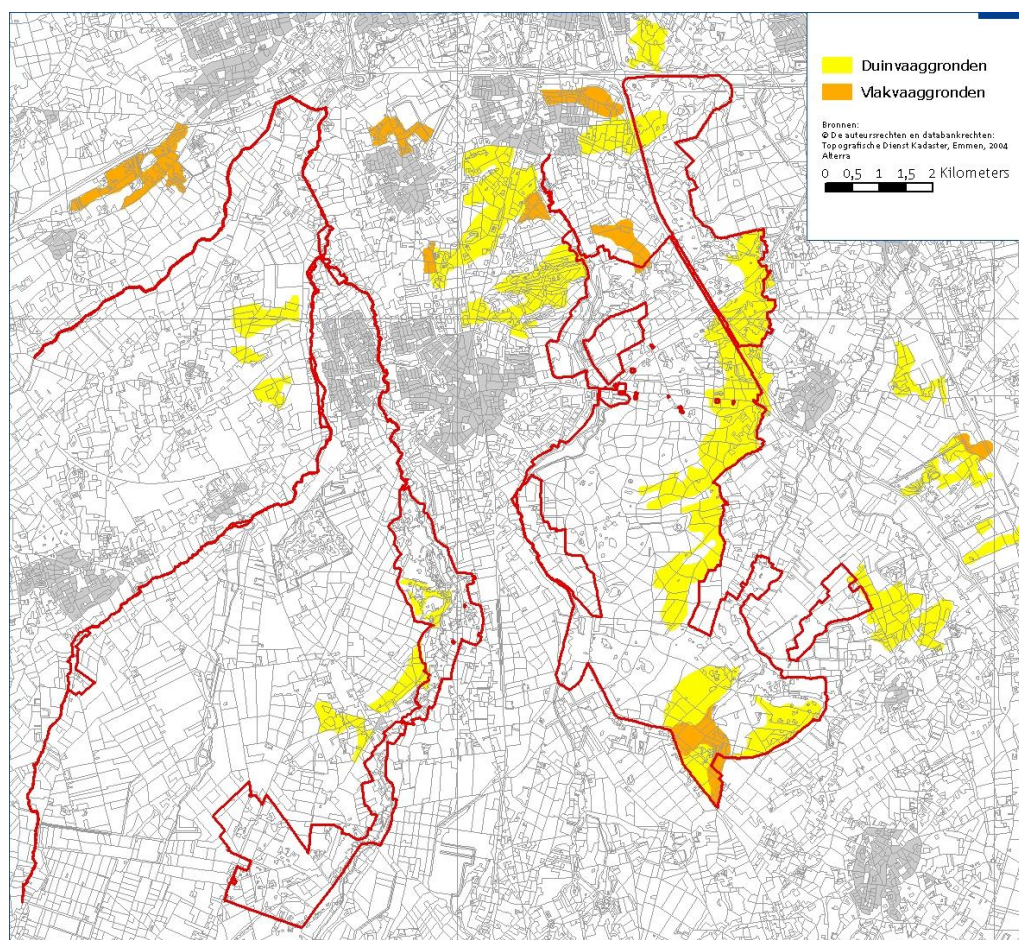 Duinvaaggronden
Vlakvaaggronden
Bronnen:
© De auteursrechten en databankrechten:
Topografische Dienst Kadaster, Emmen, 2004
Alterra
0 0,5 1 1,5 2 Kilometers